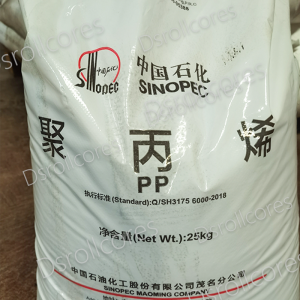 SINOPEC
中国石化
SINOPEC
聚丙烯
PP
执行标准(Standard):Q/SH3175 6000-2018
净含量(Net Wt.):25kg
中国石油化工股份有限公司茂名分公司
SINOPEC MAOMING COMPANY
Dsrollcores